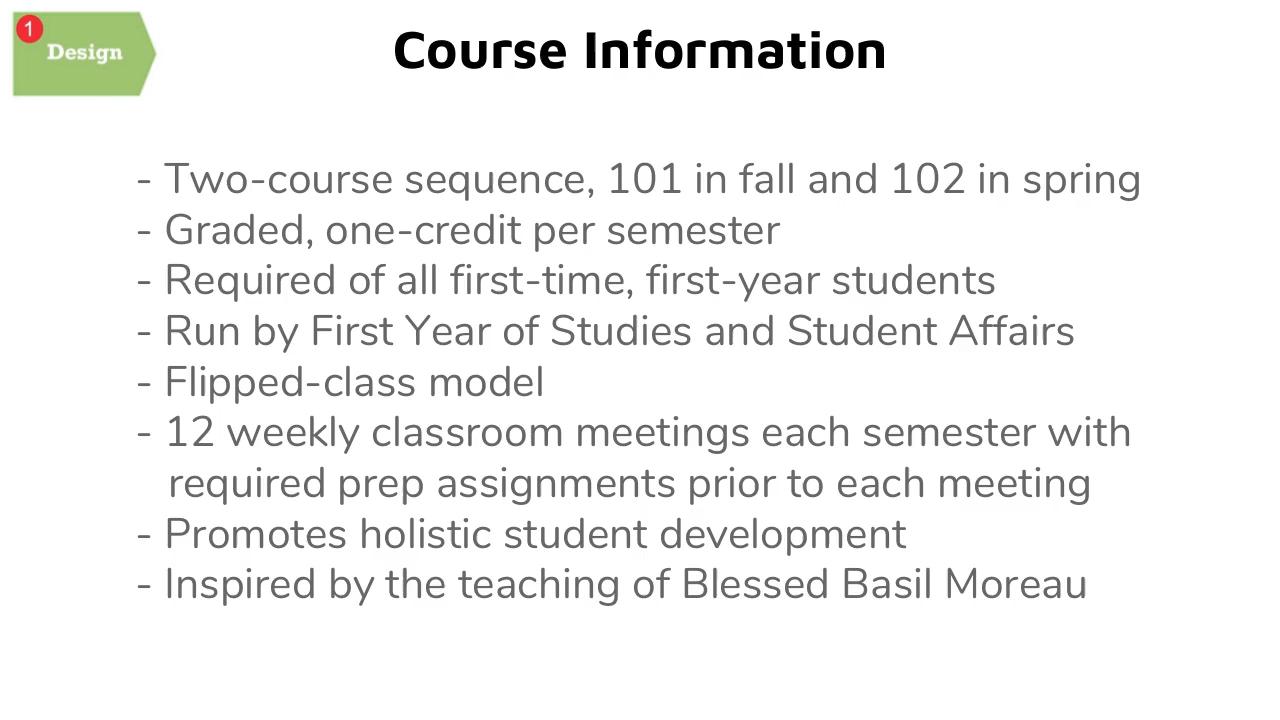 1
Design
Course Information
- Two-course sequence, 101 in fall and 102 in spring
- Graded, one-credit per semester
- Required of all first-time, first-year students
- Run by First Year of Studies and Student Affairs
- Flipped-class model
- 12 weekly classroom meetings each semester with
required prep assignments prior to each meeting
- Promotes holistic student development
- Inspired by the teaching of Blessed Basil Moreau